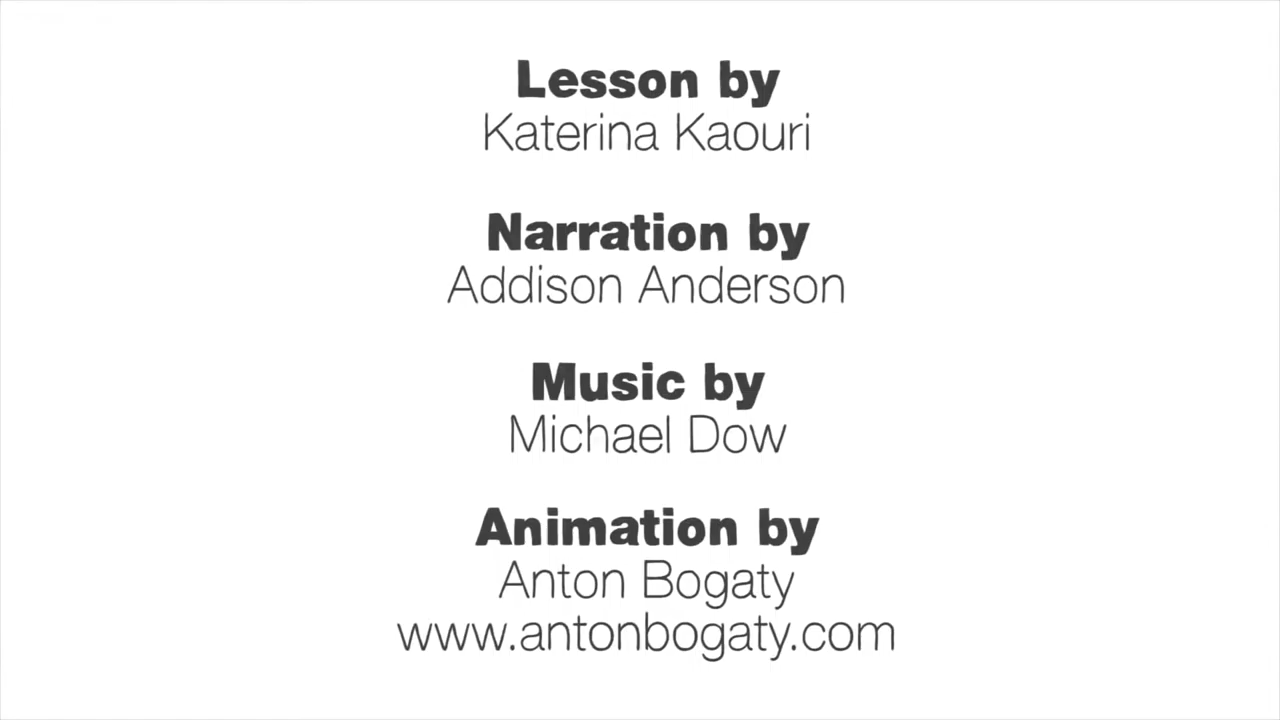 Lesson by
Katerina Kaouri
Narration by
Addison Anderson
Music by
Michael Dow
Animation by
Anton Bogaty
www.antonbogaty.com